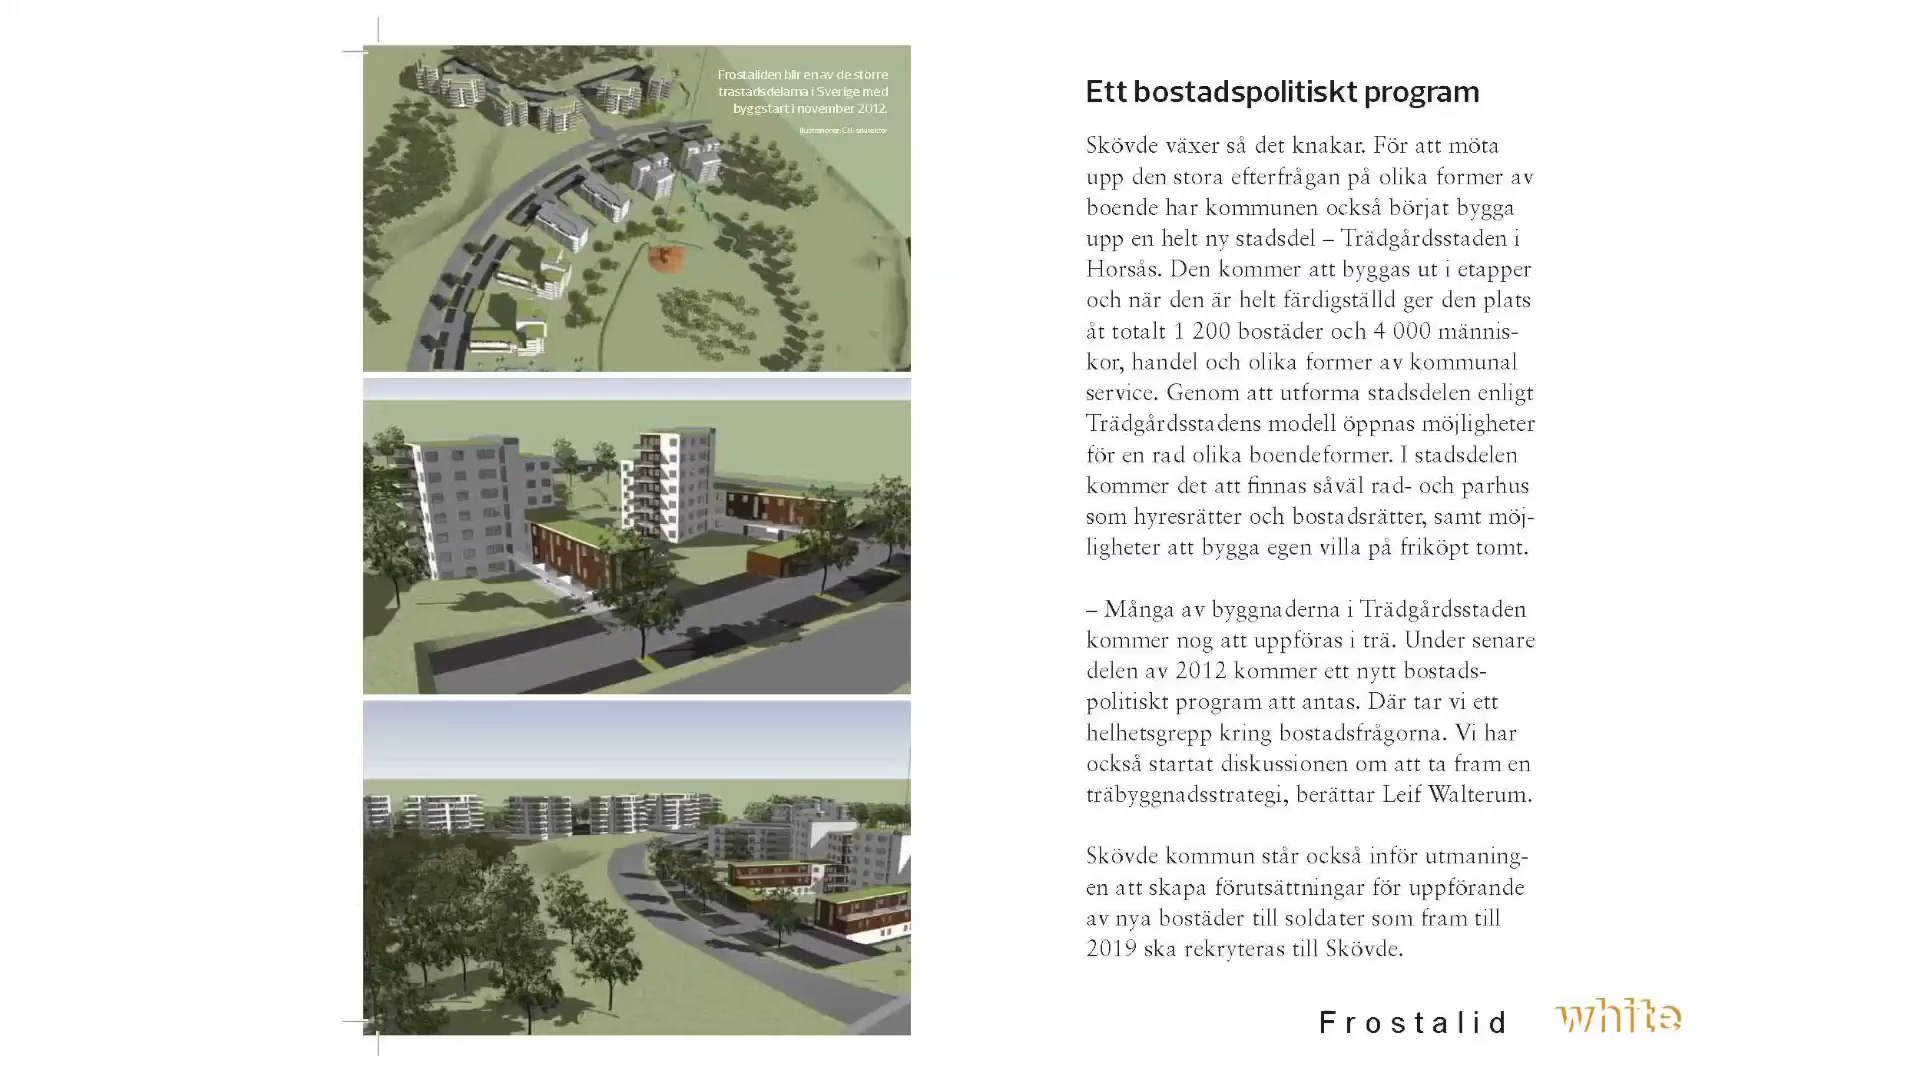 Frostaliden blir en av de större
trästadsdelarna i Sverige med
byggstart i november 2012.
Illustrationer: CH-arkitektor
Ett bostadspolitiskt program
Skövde växer så det knakar. För att möta
upp den stora efterfrågan på olika former av
boende har kommunen också börjat bygga
upp en helt ny stadsdel – Trädgårdsstaden i
Horsås. Den kommer att byggas ut i etapper
och när den är helt färdigställd ger den plats
åt totalt 1 200 bostäder och 4 000 männis-
kor, handel och olika former av kommunal
service. Genom att utforma stadsdelen enligt
Trädgårdsstadens modell öppnas möjligheter
för en rad olika boendeformer. I stadsdelen
kommer det att finnas såväl rad- och parhus
som hyresrätter och bostadsrätter, samt möj-
ligheter att bygga egen villa på friköpt tomt.
– Många av byggnaderna i Trädgårdsstaden
kommer nog att uppföras i trä. Under senare
delen av 2012 kommer ett nytt bostads-
politiskt program att antas. Där tar vi ett
helhetsgrepp kring bostadsfrågorna. Vi har
också startat diskussionen om att ta fram en
träbyggnadsstrategi, berättar Leif Walterum.
Skövde kommun står också inför utmaning-
en att skapa förutsättningar för uppförande
av nya bostäder till soldater som fram till
2019 ska rekryteras till Skövde.
Frostalid
white